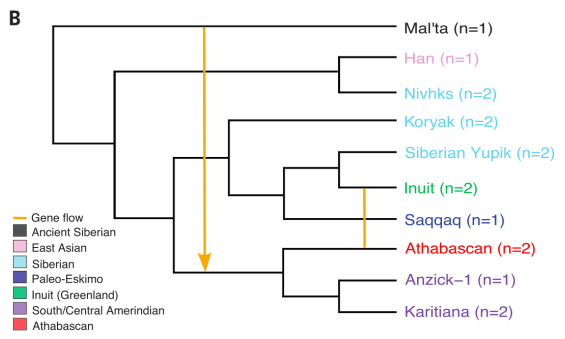 B
Mal'ta (n=1)
Han (n=1)
Nivhks (n=2)
Koryak (n=2)
Siberian Yupik (n=2)
Inuit (n=2)
Saqqaq (n=1)
Athabascan (n=2)
Anzick-1 (n=1)
Karitiana (n=2)
Gene flow
Ancient Siberian
East Asian
Siberian
Paleo-Eskimo
Inuit (Greenland)
South/Central Amerindian
Athabascan